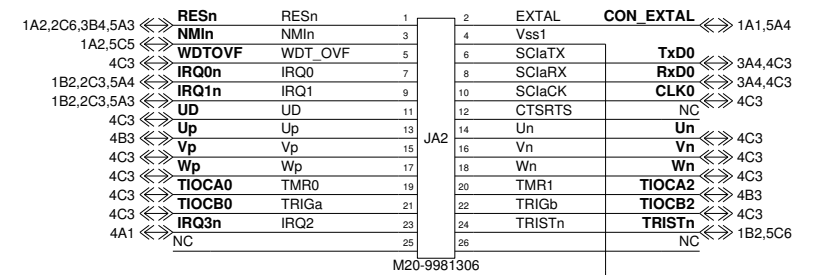 1A2,2C6,3B4,5A3 RESn RESn 1 2 EXTAL CON_EXTAL 1A1,5A4
1A2,5C5 NMIn NMIn 3 4 Vss1
4C3 WDTOVF WDT_OVF 5 6 SCIaTX TxD0 3A4,4C3
1B2,2C3,5A4 IRQ0n IRQ0 7 8 SCIaRX RxD0 3A4,4C3
1B2,2C3,5A3 IRQ1n IRQ1 9 10 SCIaCK CLK0 4C3
4C3 UD UD 11 12 CTSRTS NC
4B3 Up Up 13 JA2 14 Un Un 4C3
4C3 Vp Vp 15 16 Vn Vn 4C3
4C3 Wp Wp 17 18 Wn Wn 4C3
4C3 TIOCA0 TMR0 19 20 TMR1 TIOCA2 4B3
4C3 TIOCB0 TRIGa 21 22 TRIGb TIOCB2 4C3
4A1 IRQ3n IRQ2 23 24 TRISTn TRISTn 1B2,5C6
NC 25 26 NC
M20-9981306